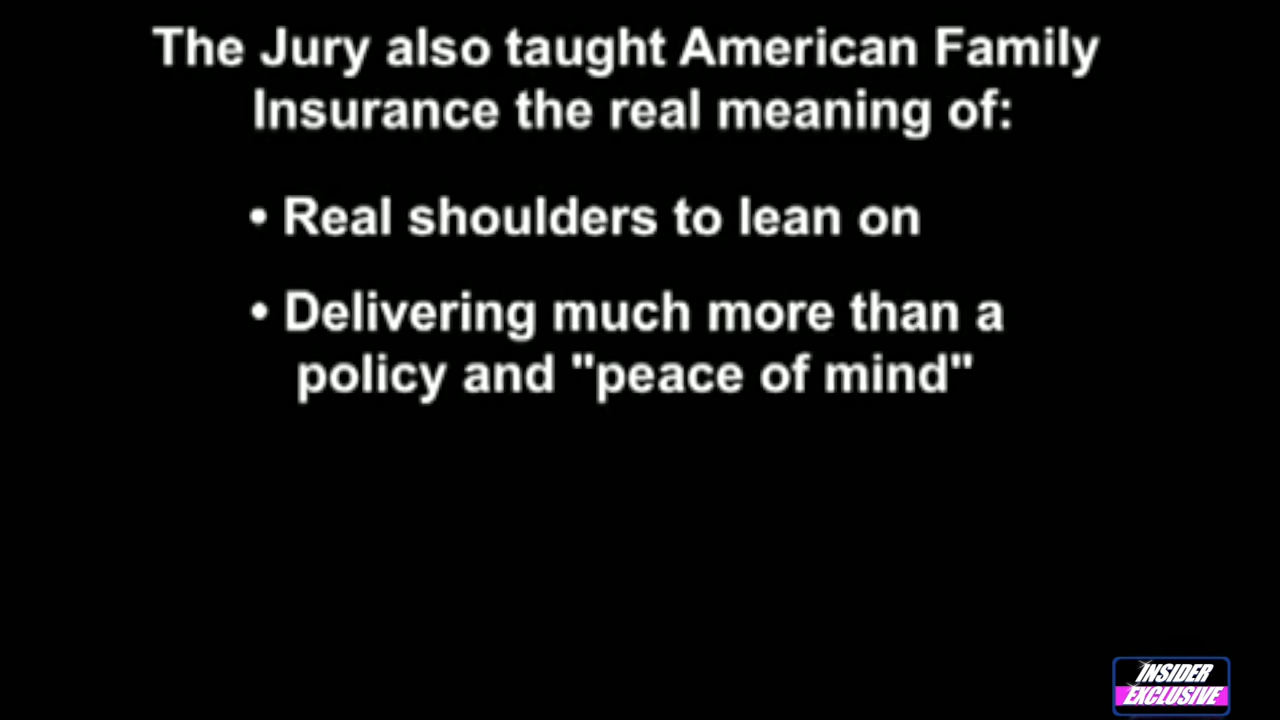 The Jury also taught American Family
Insurance the real meaning of:
• Real shoulders to lean on
• Delivering much more than a
policy and "peace of mind"
INSIDER
EXCLUSIVE